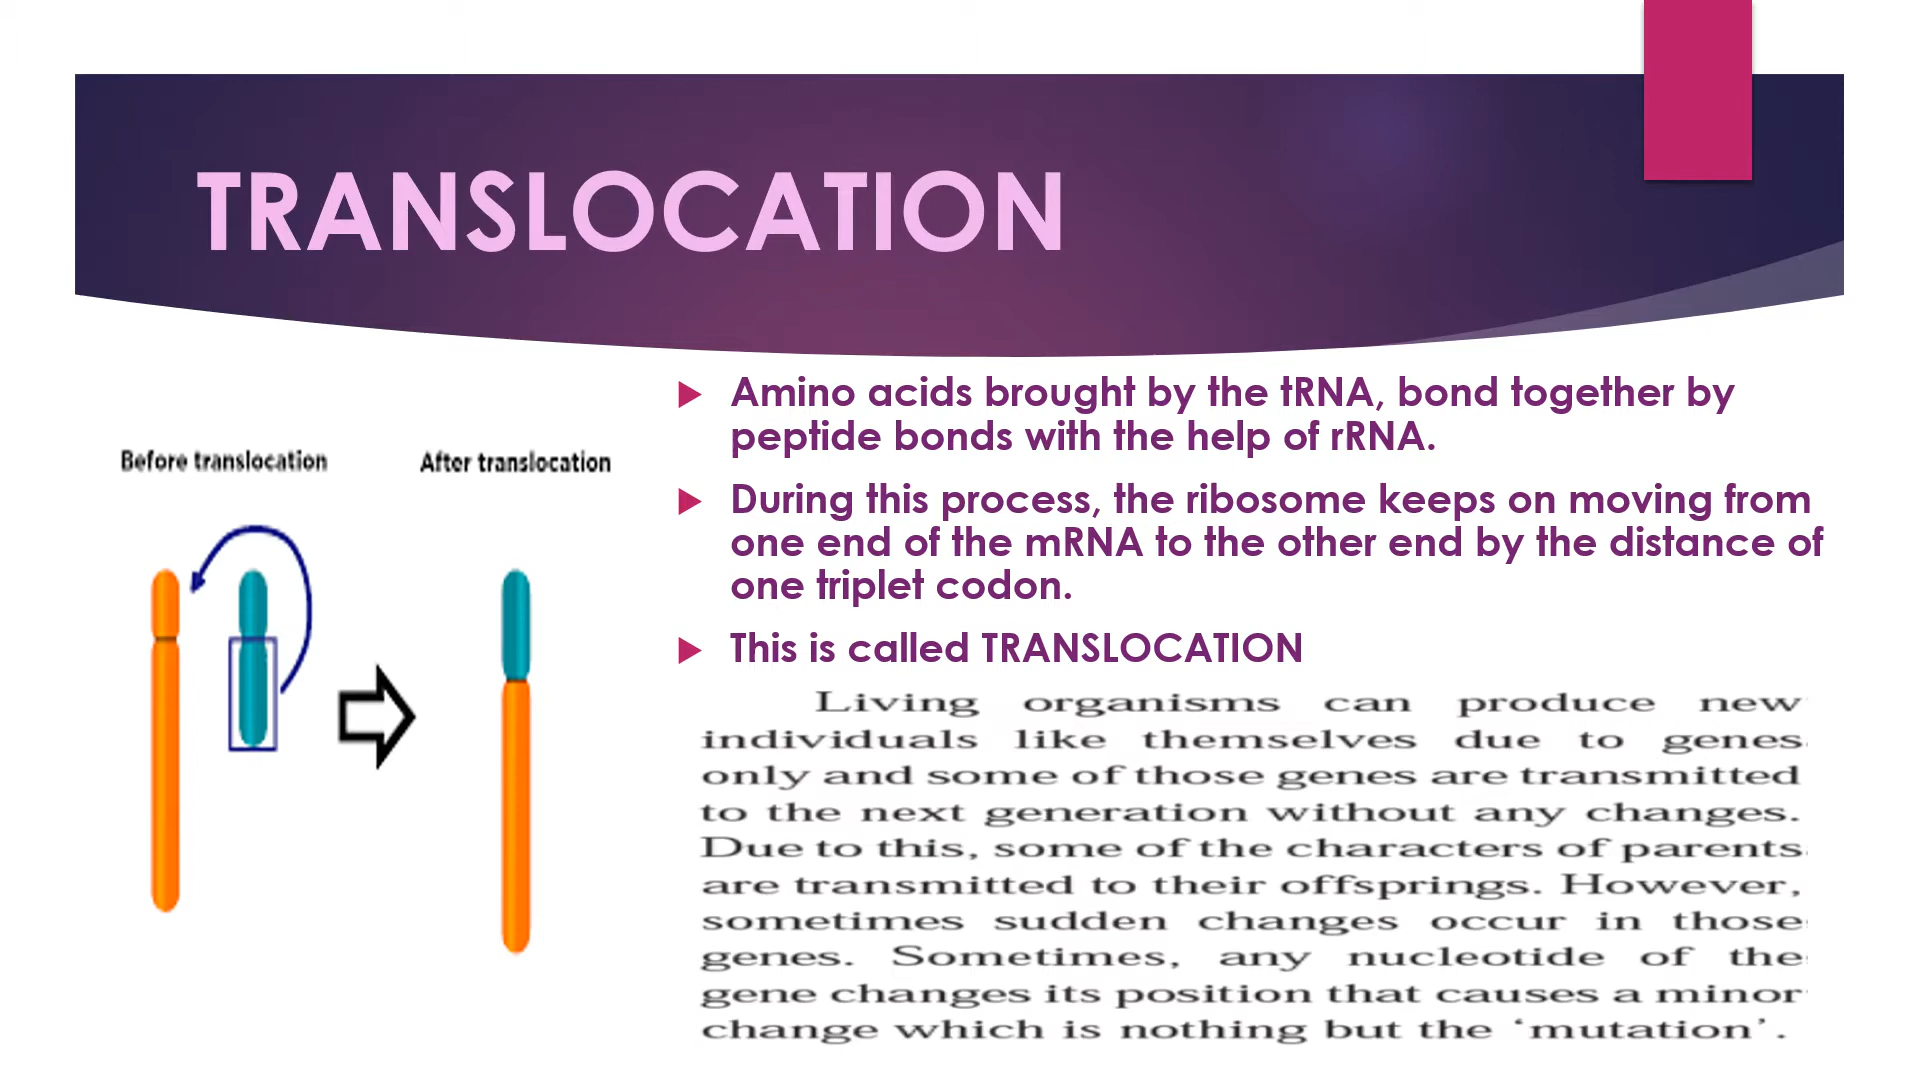 TRANSLOCATION
Before translocation
After translocation
Amino acids brought by the tRNA, bond together by
peptide bonds with the help of rRNA.
During this process, the ribosome keeps on moving from
one end of the mRNA to the other end by the distance of
one triplet codon.
This is called TRANSLOCATION
Living organisms can produce new
individuals like themselves due to genes
only and some of those genes are transmitted
to the next generation without any changes.
Due to this, some of the characters of parents
are transmitted to their offsprings. However,
sometimes sudden changes occur in those
genes. Sometimes, any nucleotide of the
gene changes its position that causes a minor
change which is nothing but the ‘mutation’.